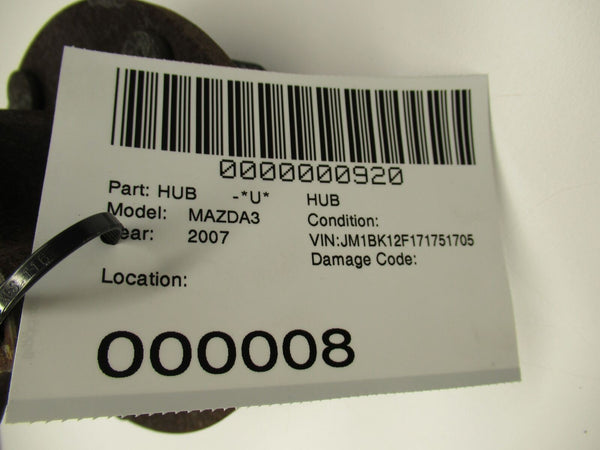 0000000920
Part: HUB -*U* HUB
Model: MAZDA3 Condition:
ear: 2007 VIN:JM1BK12F171751705
Damage Code:
Location:
000008